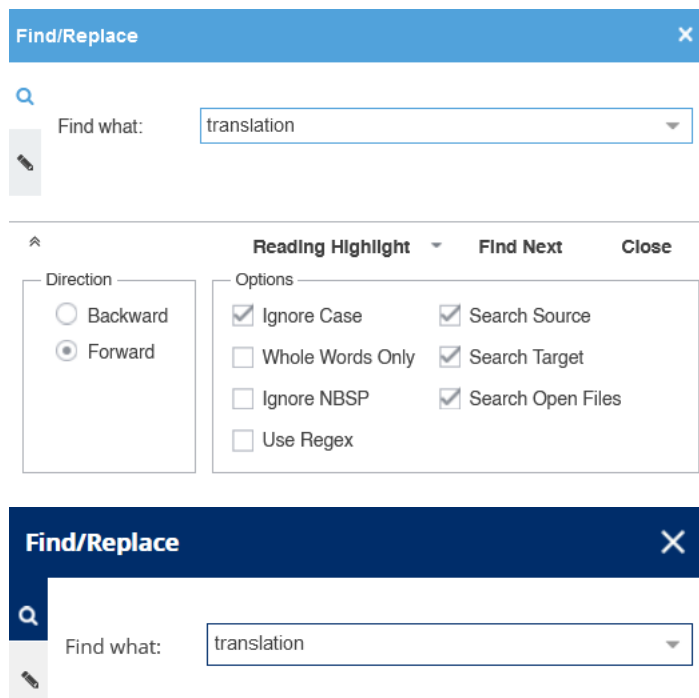 Find/Replace
Find what: translation
Reading Highlight Find Next Close
Direction Options
Backward Ignore Case Search Source
Forward Whole Words Only Search Target
Ignore NBSP Search Open Files
Use Regex
Find/Replace
Find what: translation